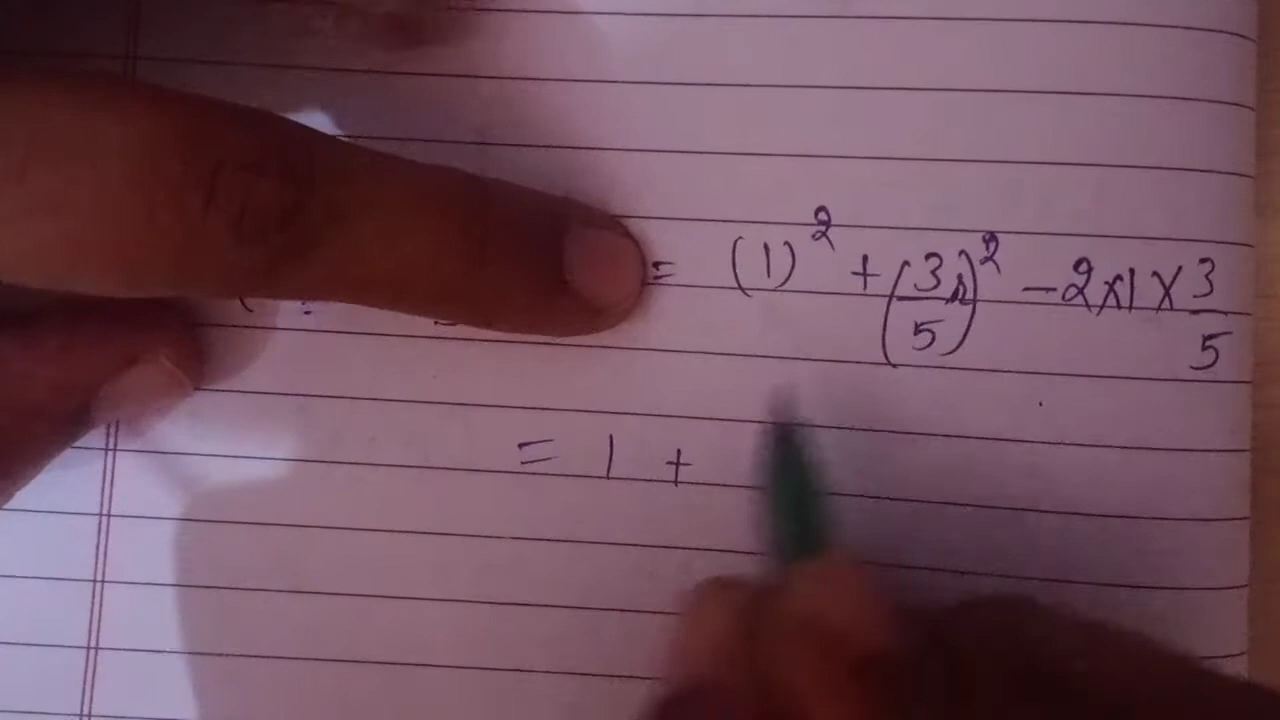 = (1)² + (3/5 x)² - 2 × 1 × 3/5
= 1 +